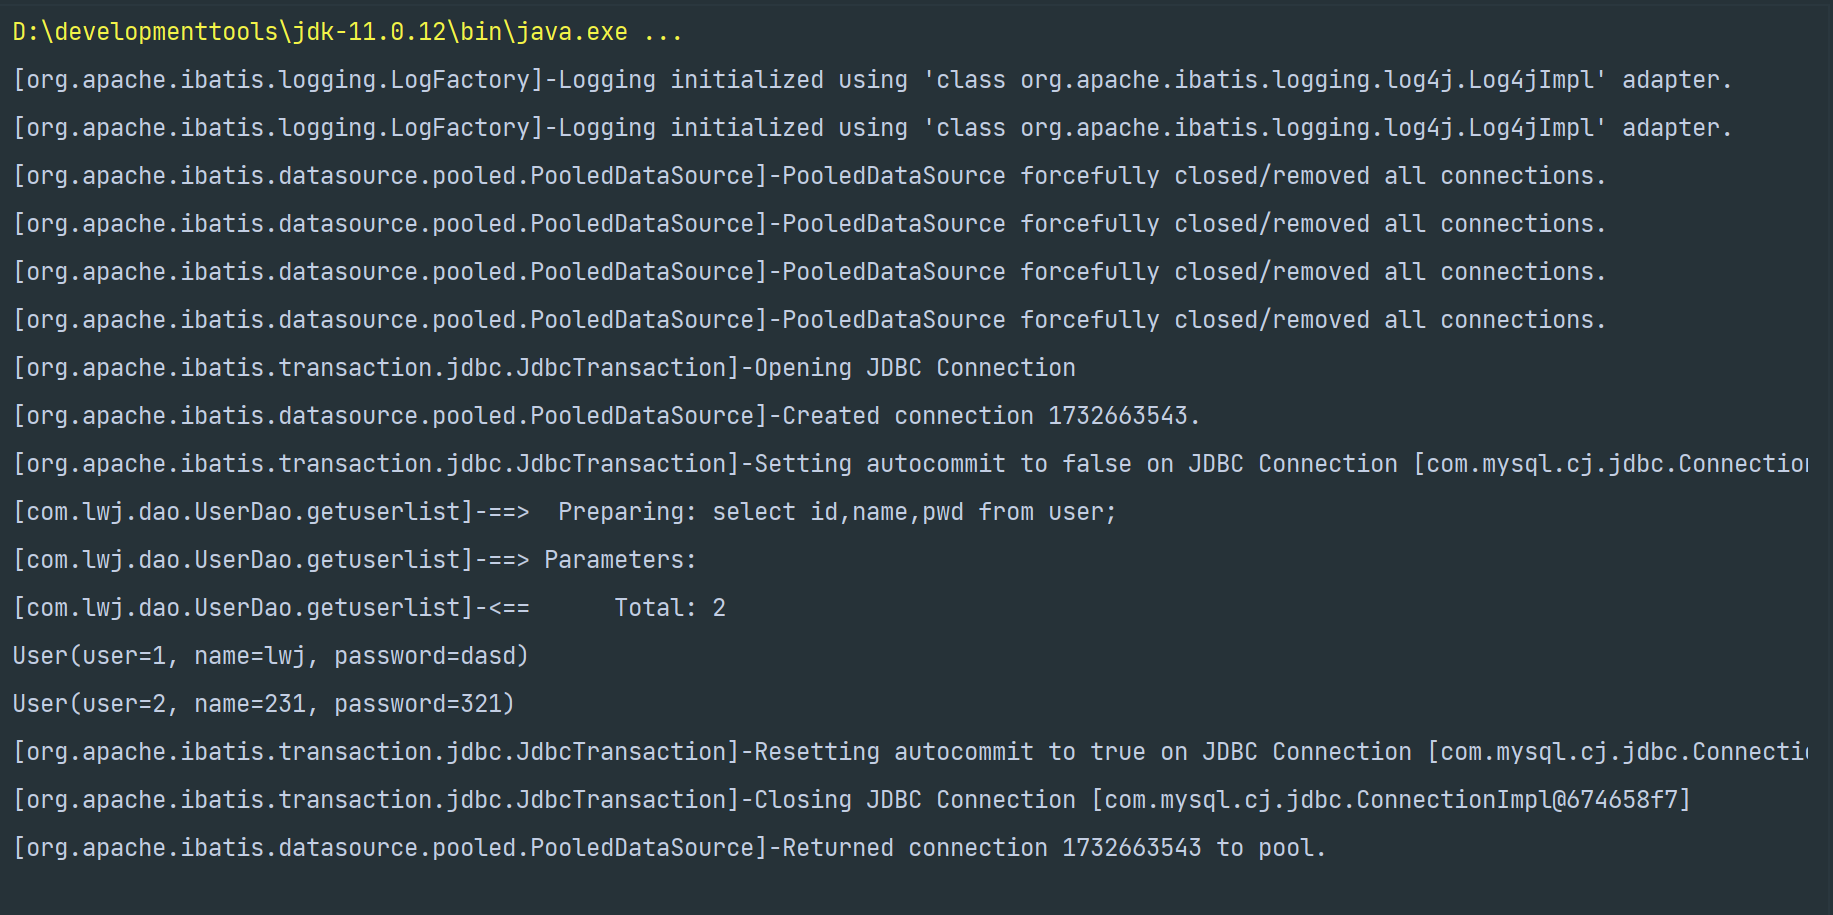 D:\developmenttools\jdk-11.0.12\bin\java.exe ...
[org.apache.ibatis.logging.LogFactory]-Logging initialized using 'class org.apache.ibatis.logging.log4j.Log4jImpl' adapter.
[org.apache.ibatis.logging.LogFactory]-Logging initialized using 'class org.apache.ibatis.logging.log4j.Log4jImpl' adapter.
[org.apache.ibatis.datasource.pooled.PooledDataSource]-PooledDataSource forcefully closed/removed all connections.
[org.apache.ibatis.datasource.pooled.PooledDataSource]-PooledDataSource forcefully closed/removed all connections.
[org.apache.ibatis.datasource.pooled.PooledDataSource]-PooledDataSource forcefully closed/removed all connections.
[org.apache.ibatis.datasource.pooled.PooledDataSource]-PooledDataSource forcefully closed/removed all connections.
[org.apache.ibatis.transaction.jdbc.JdbcTransaction]-Opening JDBC Connection
[org.apache.ibatis.datasource.pooled.PooledDataSource]-Created connection 1732663543.
[org.apache.ibatis.transaction.jdbc.JdbcTransaction]-Setting autocommit to false on JDBC Connection [com.mysql.cj.jdbc.Connection
[com.lwj.dao.UserDao.getuserlist]-==>  Preparing: select id,name,pwd from user;
[com.lwj.dao.UserDao.getuserlist]-==> Parameters:
[com.lwj.dao.UserDao.getuserlist]-<==      Total: 2
User(user=1, name=lwj, password=dasd)
User(user=2, name=231, password=321)
[org.apache.ibatis.transaction.jdbc.JdbcTransaction]-Resetting autocommit to true on JDBC Connection [com.mysql.cj.jdbc.Connectio
[org.apache.ibatis.transaction.jdbc.JdbcTransaction]-Closing JDBC Connection [com.mysql.cj.jdbc.ConnectionImpl@674658f7]
[org.apache.ibatis.datasource.pooled.PooledDataSource]-Returned connection 1732663543 to pool.